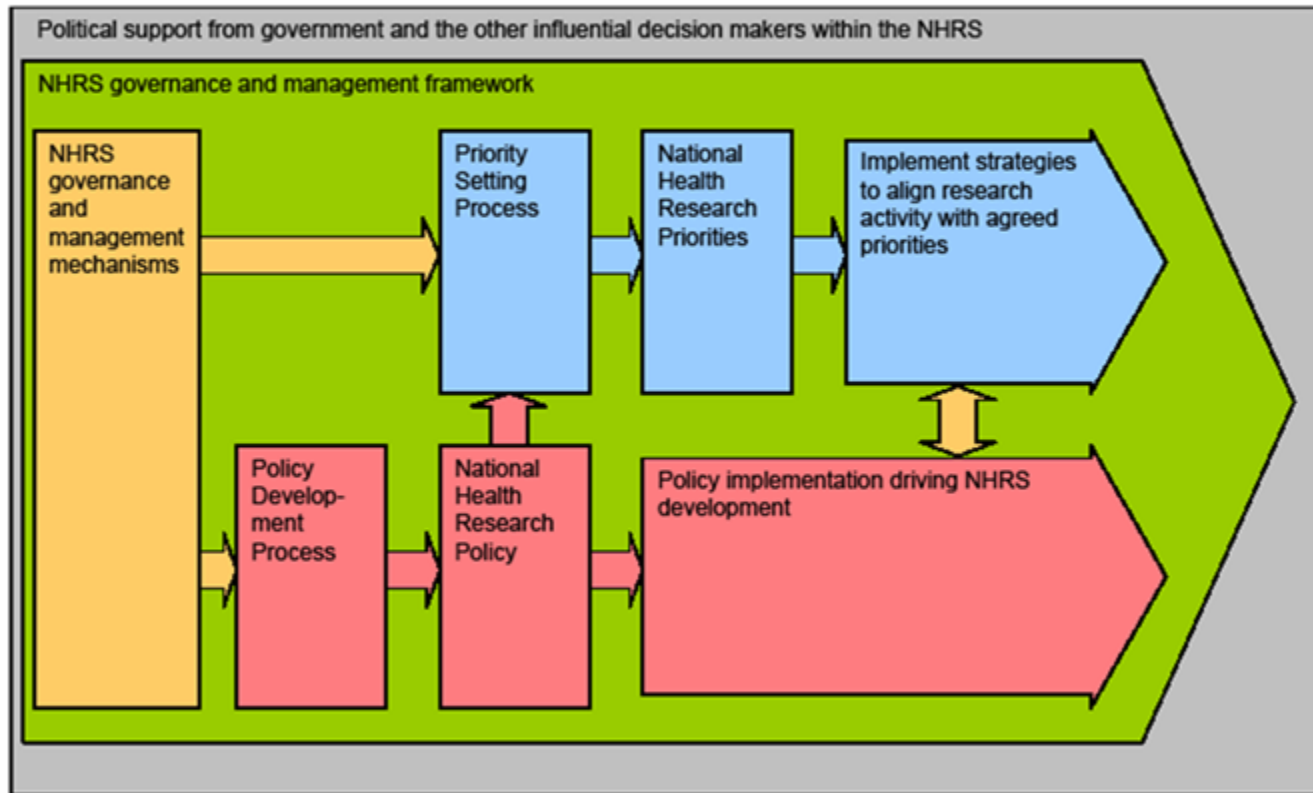 Political support from government and the other influential decision makers within the NHRS
NHRS governance and management framework
NHRS
governance
and
management
mechanisms
Priority
Setting
Process
National
Health
Research
Priorities
Implement strategies
to align research
activity with agreed
priorities
Policy
Develop-
ment
Process
National
Health
Research
Policy
Policy implementation driving NHRS
development